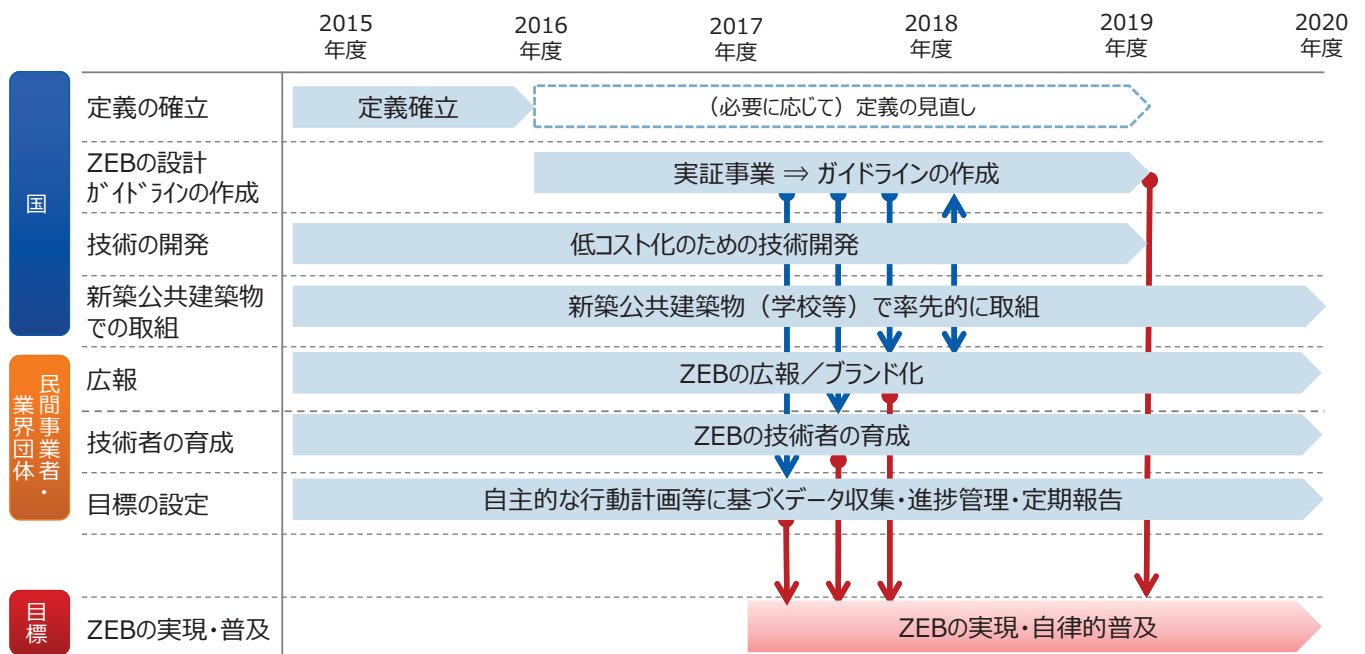 2015
年度
2016
年度
2017
年度
2018
年度
2019
年度
2020
年度
国
定義の確立
定義確立
（必要に応じて）定義の見直し
ZEBの設計
ｶﾞｲﾄﾞﾗｲﾝの作成
実証事業 ⇒ ガイドラインの作成
技術の開発
低コスト化のための技術開発
新築公共建築物
での取組
新築公共建築物（学校等）で率先的に取組
民間事業者・
業界団体
広報
ZEBの広報／ブランド化
技術者の育成
ZEBの技術者の育成
目標の設定
自主的な行動計画等に基づくデータ収集・進捗管理・定期報告
目標
ZEBの実現・普及
ZEBの実現・自律的普及